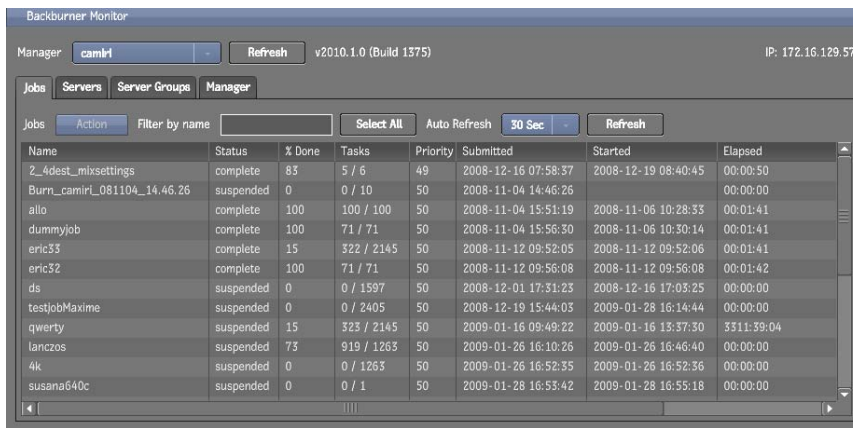 Backburner Monitor
Manager camlrl Refresh v2010.1.0 (Build 1375) IP: 172.16.129.57
Jobs Servers Server Groups Manager
Jobs Action Filter by name Select All Auto Refresh 30 Sec Refresh
Name Status % Done Tasks Priority Submitted Started Elapsed
2_4dest_mixsettings complete 83 5 / 6 49 2008-12-16 07:58:37 2008-12-19 08:40:45 00:00:50
Burn_camiri_081104_14.46.26 suspended 0 0 / 10 50 2008-11-04 14:46:26 00:00:00
allo complete 100 100 / 100 50 2008-11-04 15:51:19 2008-11-06 10:28:33 00:01:41
dummyjob complete 100 71 / 71 50 2008-11-04 15:56:30 2008-11-06 10:30:14 00:01:41
eric33 complete 15 322 / 2145 50 2008-11-12 09:52:05 2008-11-12 09:52:06 00:01:41
eric32 complete 100 71 / 71 50 2008-11-12 09:56:08 2008-11-12 09:56:08 00:01:42
ds suspended 0 0 / 1597 50 2008-12-01 17:31:23 2008-12-16 17:03:25 00:00:00
testjobMaxime suspended 0 0 / 2405 50 2008-12-19 15:44:03 2009-01-28 16:14:44 00:00:00
qwerty suspended 15 323 / 2145 50 2009-01-16 09:49:22 2009-01-16 13:37:30 3311:39:04
lanczos suspended 73 919 / 1263 50 2009-01-26 16:10:26 2009-01-26 16:46:40 00:00:00
4k suspended 0 0 / 1263 50 2009-01-26 16:52:35 2009-01-26 16:52:36 00:00:00
susana640c suspended 0 0 / 1 50 2009-01-28 16:53:42 2009-01-28 16:55:18 00:00:00